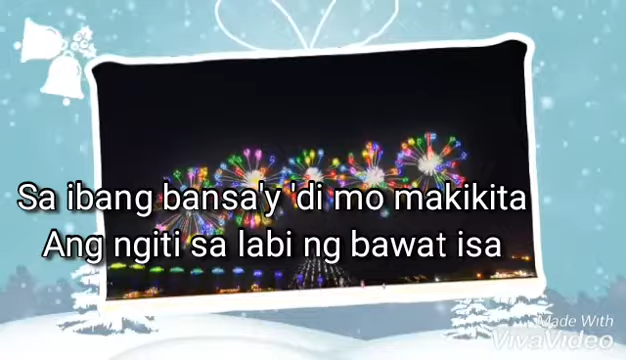 Sa ibang bansa'y 'di mo makikita
Ang ngiti sa labi ng bawat isa
Made With
VivaVideo